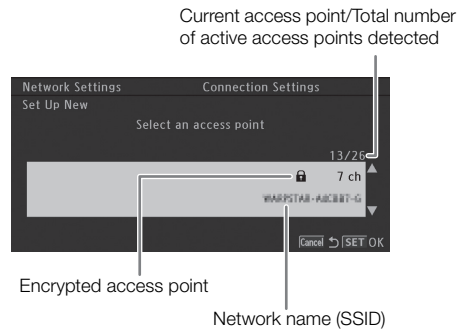 Current access point/Total number
of active access points detected
Network Settings
Connection Settings
Set Up New
Select an access point
13/26
7 ch
Cancel SET OK
Encrypted access point
Network name (SSID)